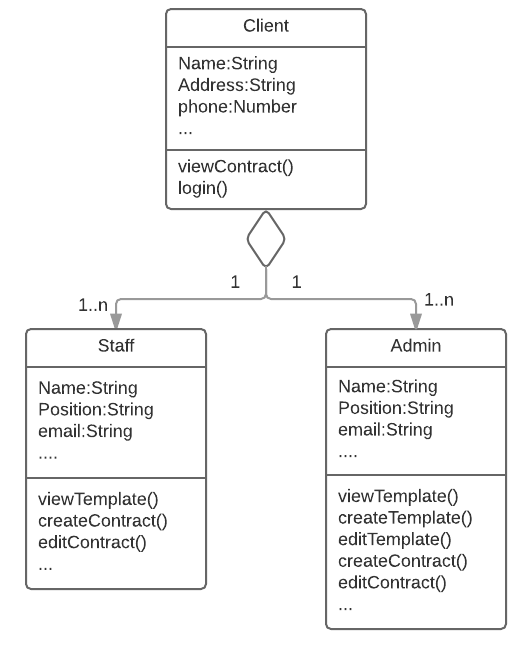 Client
Name:String
Address:String
phone:Number
...
viewContract()
login()
1
1
1..n
1..n
Staff
Name:String
Position:String
email:String
....
viewTemplate()
createContract()
editContract()
...
Admin
Name:String
Position:String
email:String
....
viewTemplate()
createTemplate()
editTemplate()
createContract()
editContract()
...